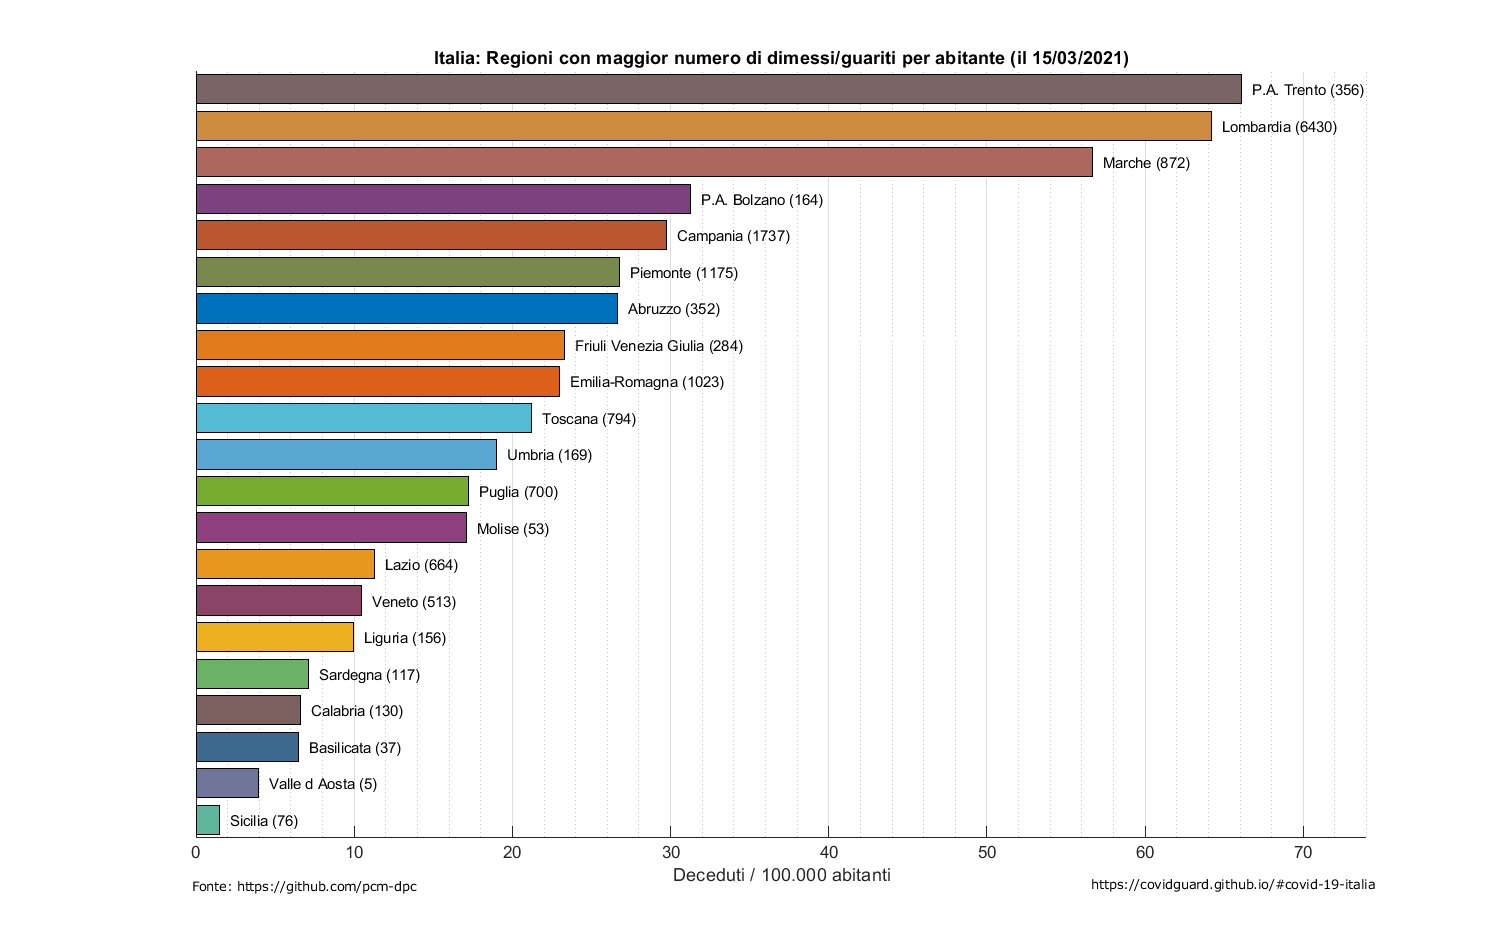 Italia: Regioni con maggior numero di dimessi/guariti per abitante (il 15/03/2021)
P.A. Trento (356)
Lombardia (6430)
Marche (872)
P.A. Bolzano (164)
Campania (1737)
Piemonte (1175)
Abruzzo (352)
Friuli Venezia Giulia (284)
Emilia-Romagna (1023)
Toscana (794)
Umbria (169)
Puglia (700)
Molise (53)
Lazio (664)
Veneto (513)
Liguria (156)
Sardegna (117)
Calabria (130)
Basilicata (37)
Valle d Aosta (5)
Sicilia (76)
0 10 20 30 40 50 60 70
Deceduti / 100.000 abitanti
Fonte: https://github.com/pcm-dpc
https://covidguard.github.io/#covid-19-italia